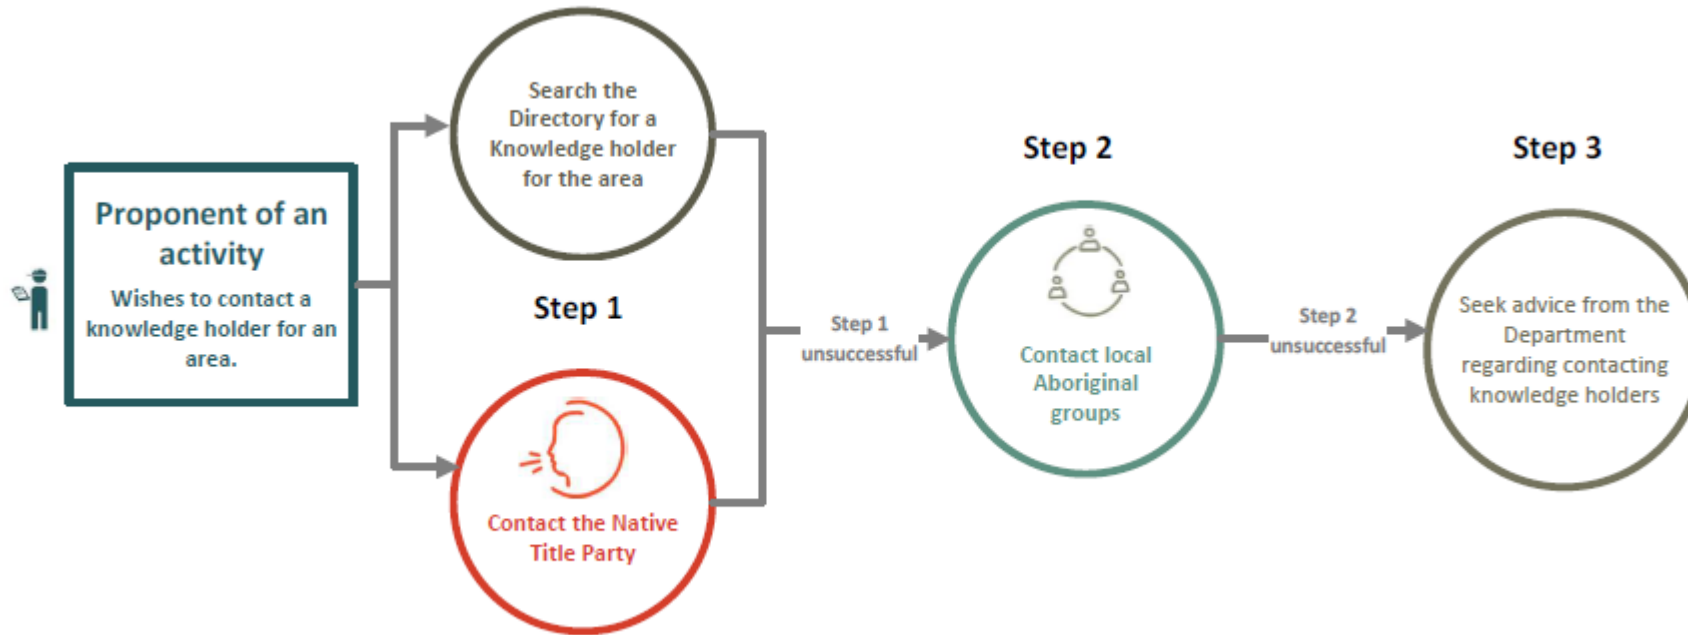 Proponent of an
activity
Wishes to contact a
knowledge holder for an
area.
Search the
Directory for a
Knowledge holder
for the area
Step 1
Contact the Native
Title Party
Step 1
unsuccessful
Step 2
Contact local
Aboriginal
groups
Step 2
unsuccessful
Step 3
Seek advice from the
Department
regarding contacting
knowledge holders